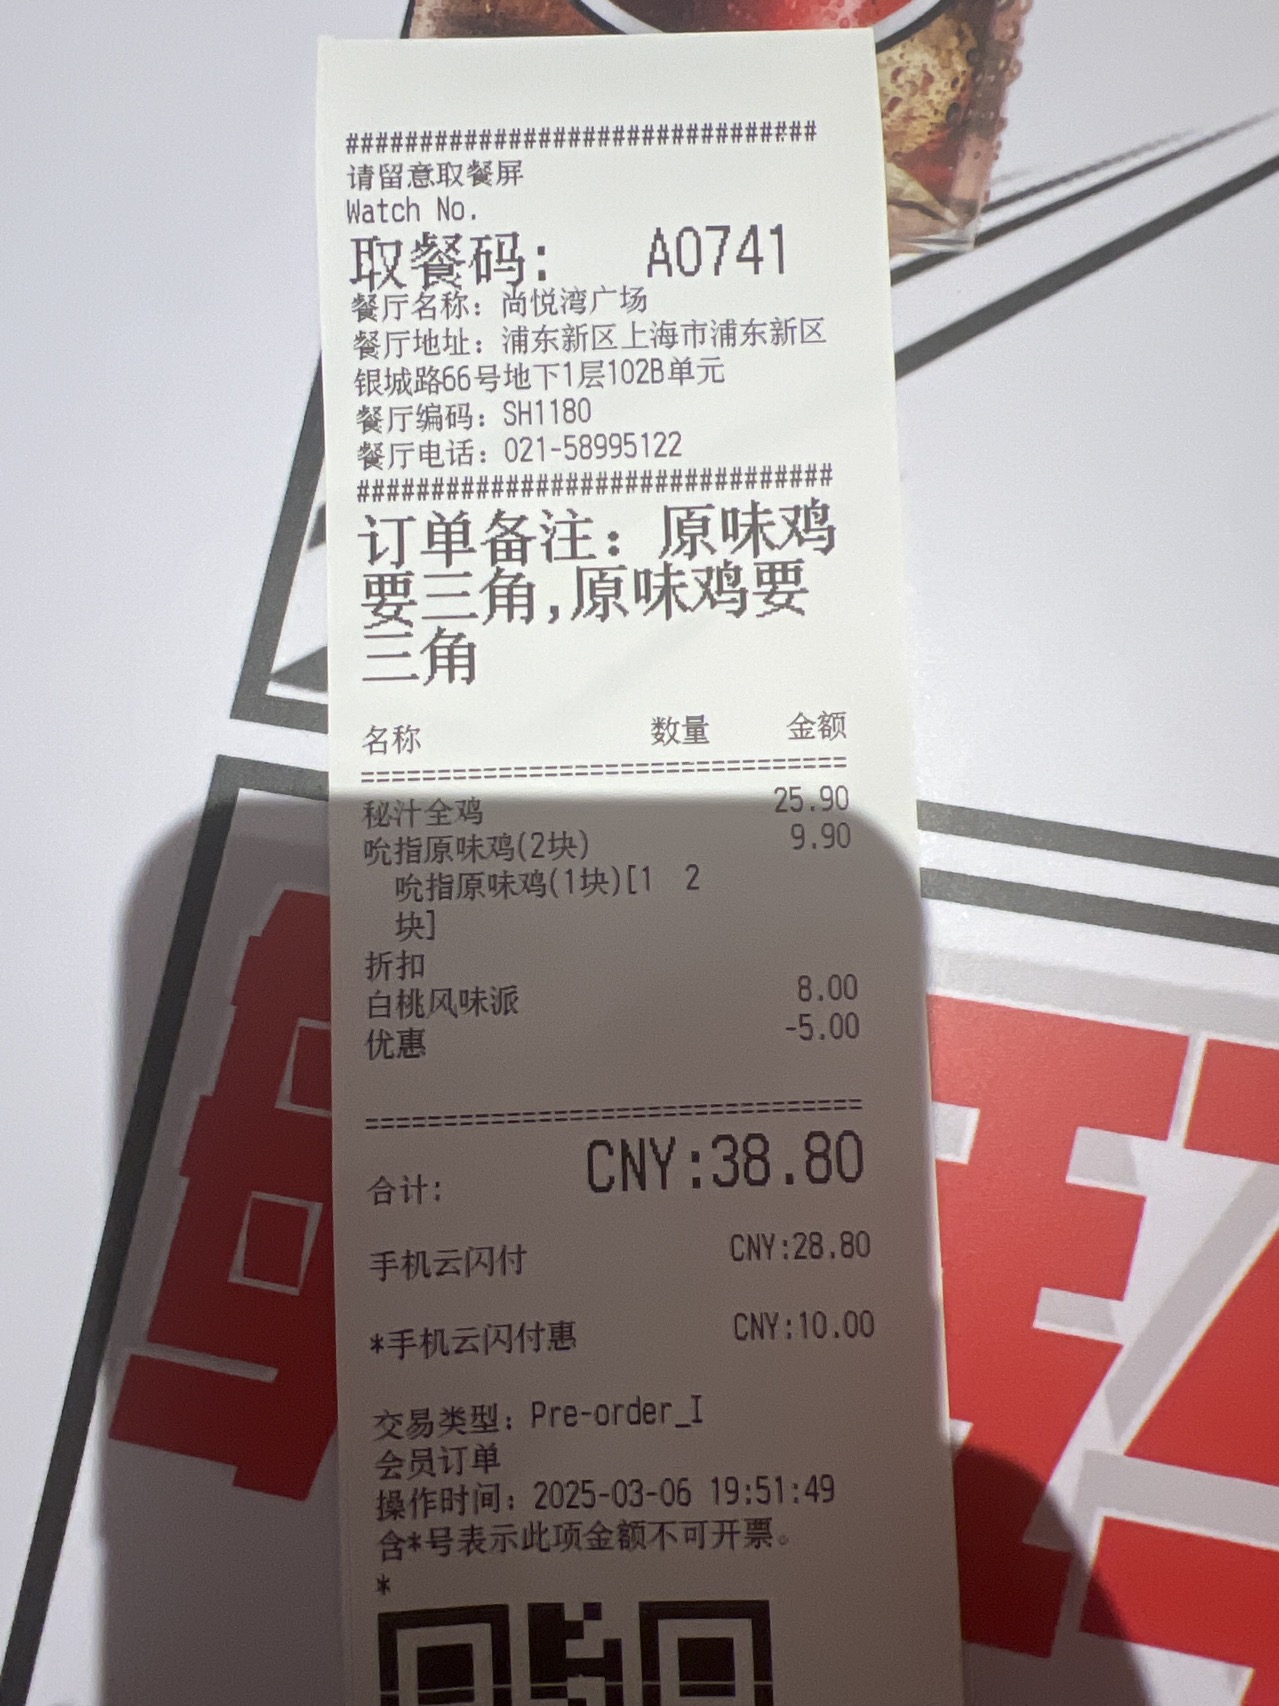 ################################
请留意取餐屏
Watch No.
取餐码: A0741
餐厅名称：尚悦湾广场
餐厅地址：浦东新区上海市浦东新区
银城路66号地下1层102B单元
餐厅编码：SH1180
餐厅电话：021-58995122
################################
订单备注：原味鸡
要三角,原味鸡要
三角
名称 数量 金额
================================
秘汁全鸡 25.90
吮指原味鸡(2块) 9.90
吮指原味鸡(1块)[1 2
块]
折扣
白桃风味派 8.00
优惠 -5.00
================================
合计: CNY:38.80
手机云闪付 CNY:28.80
*手机云闪付惠 CNY:10.00
交易类型：Pre-order_I
会员订单
操作时间：2025-03-06 19:51:49
含*号表示此项金额不可开票。
*